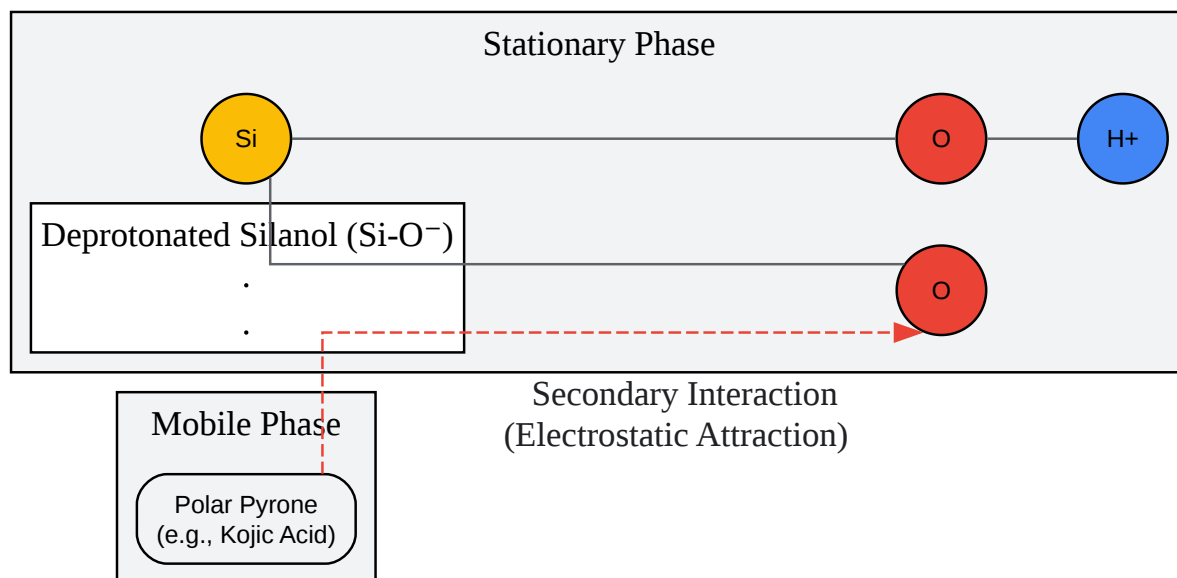 Stationary Phase
Si
O
H+
Deprotonated Silanol (Si-O⁻)
.
.
O
Secondary Interaction
(Electrostatic Attraction)
Mobile Phase
Polar Pyrone
(e.g., Kojic Acid)